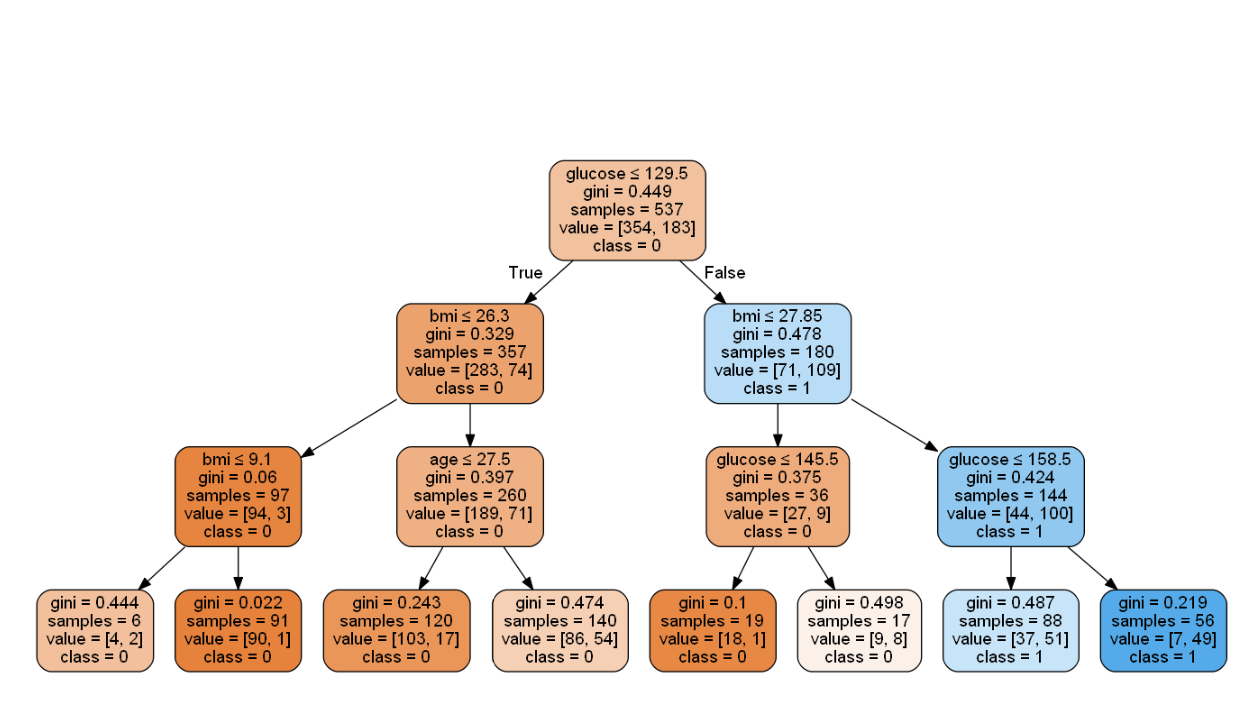 glucose ≤ 129.5
gini = 0.449
samples = 537
value = [354, 183]
class = 0
True
False
bmi ≤ 26.3
gini = 0.329
samples = 357
value = [283, 74]
class = 0
bmi ≤ 27.85
gini = 0.478
samples = 180
value = [71, 109]
class = 1
bmi ≤ 9.1
gini = 0.06
samples = 97
value = [94, 3]
class = 0
age ≤ 27.5
gini = 0.397
samples = 260
value = [189, 71]
class = 0
glucose ≤ 145.5
gini = 0.375
samples = 36
value = [27, 9]
class = 0
glucose ≤ 158.5
gini = 0.424
samples = 144
value = [44, 100]
class = 1
gini = 0.444
samples = 6
value = [4, 2]
class = 0
gini = 0.022
samples = 91
value = [90, 1]
class = 0
gini = 0.243
samples = 120
value = [103, 17]
class = 0
gini = 0.474
samples = 140
value = [86, 54]
class = 0
gini = 0.1
samples = 19
value = [18, 1]
class = 0
gini = 0.498
samples = 17
value = [9, 8]
class = 0
gini = 0.487
samples = 88
value = [37, 51]
class = 1
gini = 0.219
samples = 56
value = [7, 49]
class = 1